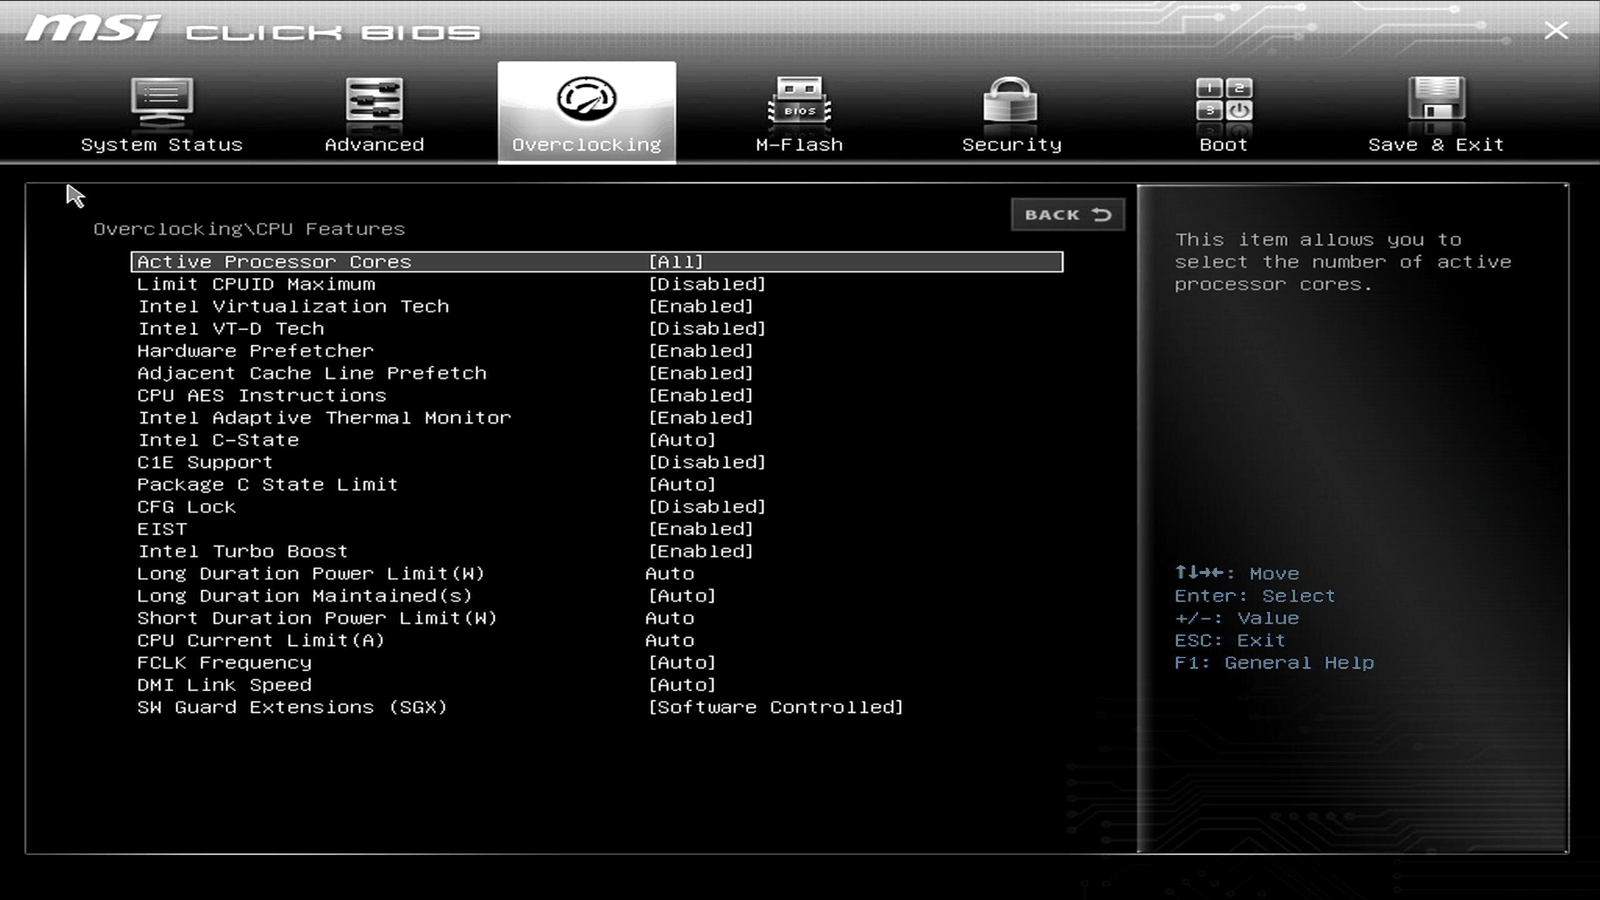 msi CLICK BIOS
System Status
Advanced
Overclocking
BIOS
M-Flash
Security
1 2
3
Boot
Save & Exit
BACK
Overclocking\CPU Features
Active Processor Cores [All]
Limit CPUID Maximum [Disabled]
Intel Virtualization Tech [Enabled]
Intel VT-D Tech [Disabled]
Hardware Prefetcher [Enabled]
Adjacent Cache Line Prefetch [Enabled]
CPU AES Instructions [Enabled]
Intel Adaptive Thermal Monitor [Enabled]
Intel C-State [Auto]
C1E Support [Disabled]
Package C State Limit [Auto]
CFG Lock [Disabled]
EIST [Enabled]
Intel Turbo Boost [Enabled]
Long Duration Power Limit(W) Auto
Long Duration Maintained(s) [Auto]
Short Duration Power Limit(W) Auto
CPU Current Limit(A) Auto
FCLK Frequency [Auto]
DMI Link Speed [Auto]
SW Guard Extensions (SGX) [Software Controlled]
This item allows you to
select the number of active
processor cores.
↑↓→←: Move
Enter: Select
+/-: Value
ESC: Exit
F1: General Help